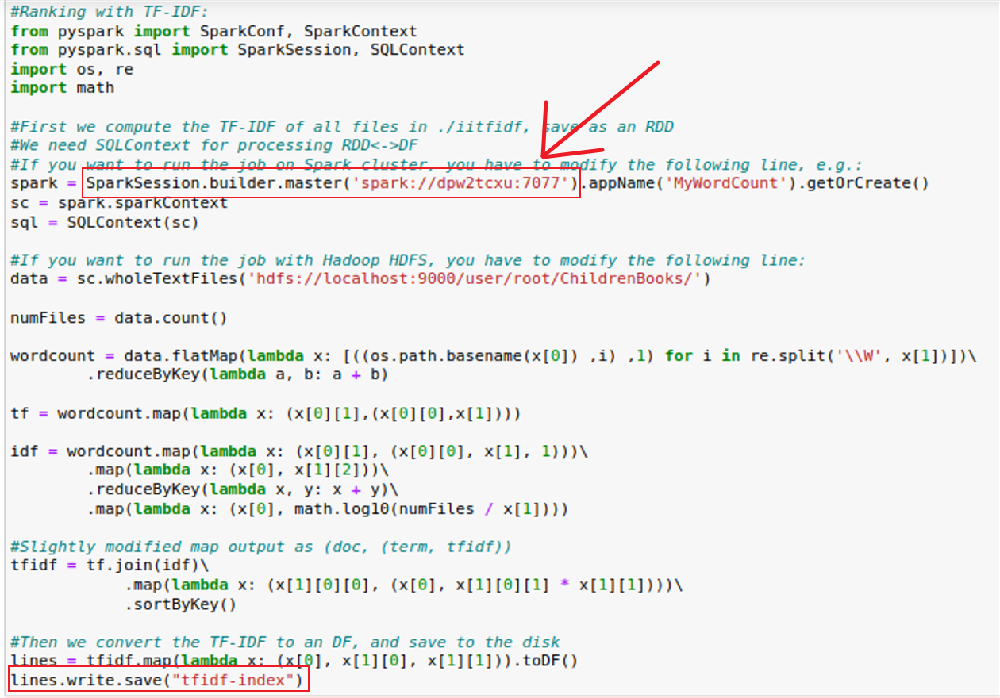 #Ranking with TF-IDF:
from pyspark import SparkConf, SparkContext
from pyspark.sql import SparkSession, SQLContext
import os, re
import math
#First we compute the TF-IDF of all files in ./iitfidf, save as an RDD
#We need SQLContext for processing RDD<->DF
#If you want to run the job on Spark cluster, you have to modify the following line, e.g.:
spark = SparkSession.builder.master('spark://dpw2tcxu:7077').appName('MyWordCount').getOrCreate()
sc = spark.sparkContext
sql = SQLContext(sc)
#If you want to run the job with Hadoop HDFS, you have to modify the following line:
data = sc.wholeTextFiles('hdfs://localhost:9000/user/root/ChildrenBooks/')
numFiles = data.count()
wordcount = data.flatMap(lambda x: [((os.path.basename(x[0]) ,i) ,1) for i in re.split('\\W', x[1])])\
        .reduceByKey(lambda a, b: a + b)
tf = wordcount.map(lambda x: (x[0][1],(x[0][0],x[1])))
idf = wordcount.map(lambda x: (x[0][1], (x[0][0], x[1], 1)))\
        .map(lambda x: (x[0], x[1][2]))\
        .reduceByKey(lambda x, y: x + y)\
        .map(lambda x: (x[0], math.log10(numFiles / x[1])))
#Slightly modified map output as (doc, (term, tfidf))
tfidf = tf.join(idf)\
            .map(lambda x: (x[1][0][0], (x[0], x[1][0][1] * x[1][1])))\
            .sortByKey()
#Then we convert the TF-IDF to an DF, and save to the disk
lines = tfidf.map(lambda x: (x[0], x[1][0], x[1][1])).toDF()
lines.write.save("tfidf-index")